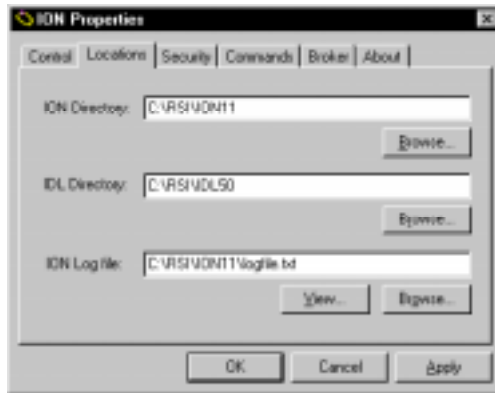 ION Properties
Control Locations Security Commands Broker About
ION Directory: C:\RSI\ION11
Browse...
IDL Directory: C:\RSI\IDL50
Browse...
ION Log file: C:\RSI\ION11\logfile.txt
View... Browse...
OK Cancel Apply